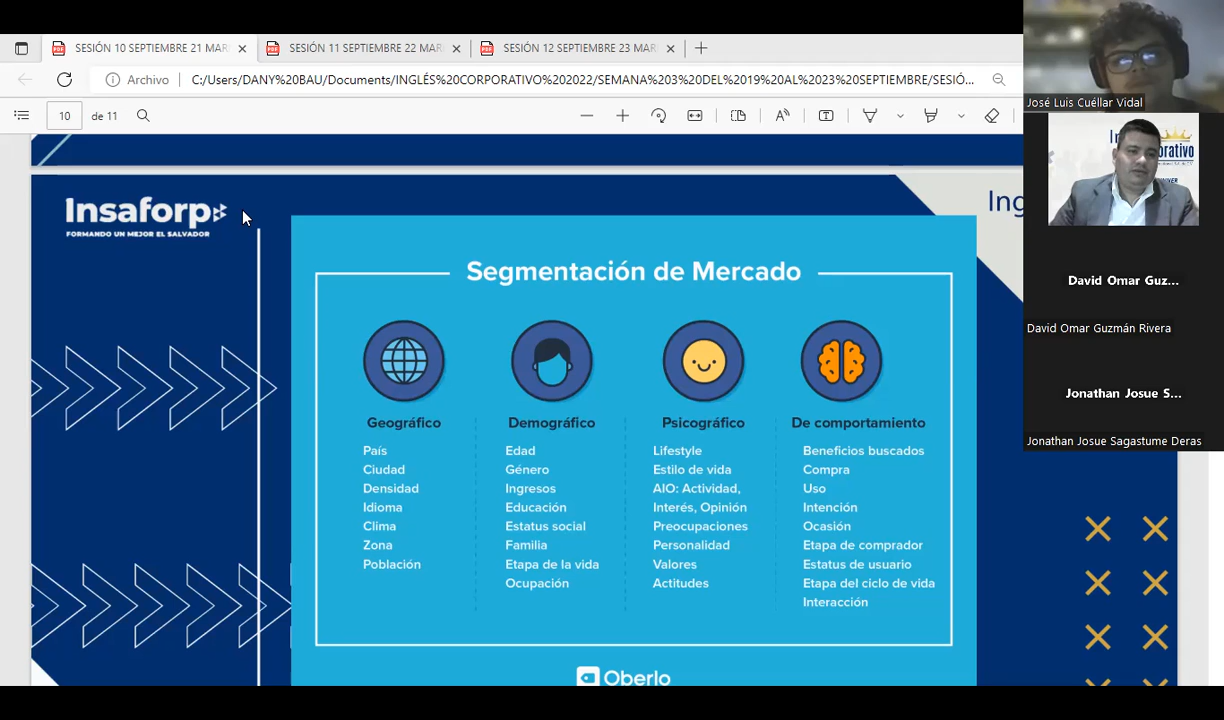 SESIÓN 10 SEPTIEMBRE 21 MAR
SESIÓN 11 SEPTIEMBRE 22 MAR
SESIÓN 12 SEPTIEMBRE 23 MAR
Archivo
C:/Users/DANY%20BAU/Documents/INGLÉS%20CORPORATIVO%202022/SEMANA%203%20DEL%2019%20AL%2023%20SEPTIEMBRE/SESIÓ...
10
de 11
Insaforp
FORMANDO UN MEJOR EL SALVADOR
Ing
Segmentación de Mercado
Geográfico
País
Ciudad
Densidad
Idioma
Clima
Zona
Población
Demográfico
Edad
Género
Ingresos
Educación
Estatus social
Familia
Etapa de la vida
Ocupación
Psicográfico
Lifestyle
Estilo de vida
AIO: Actividad,
Interés, Opinión
Preocupaciones
Personalidad
Valores
Actitudes
De comportamiento
Beneficios buscados
Compra
Uso
Intención
Ocasión
Etapa de comprador
Estatus de usuario
Etapa del ciclo de vida
Interacción
Oberlo
José Luis Cuéllar Vidal
In
orativo
David Omar Guz...
David Omar Guzmán Rivera
Jonathan Josue S...
Jonathan Josue Sagastume Deras